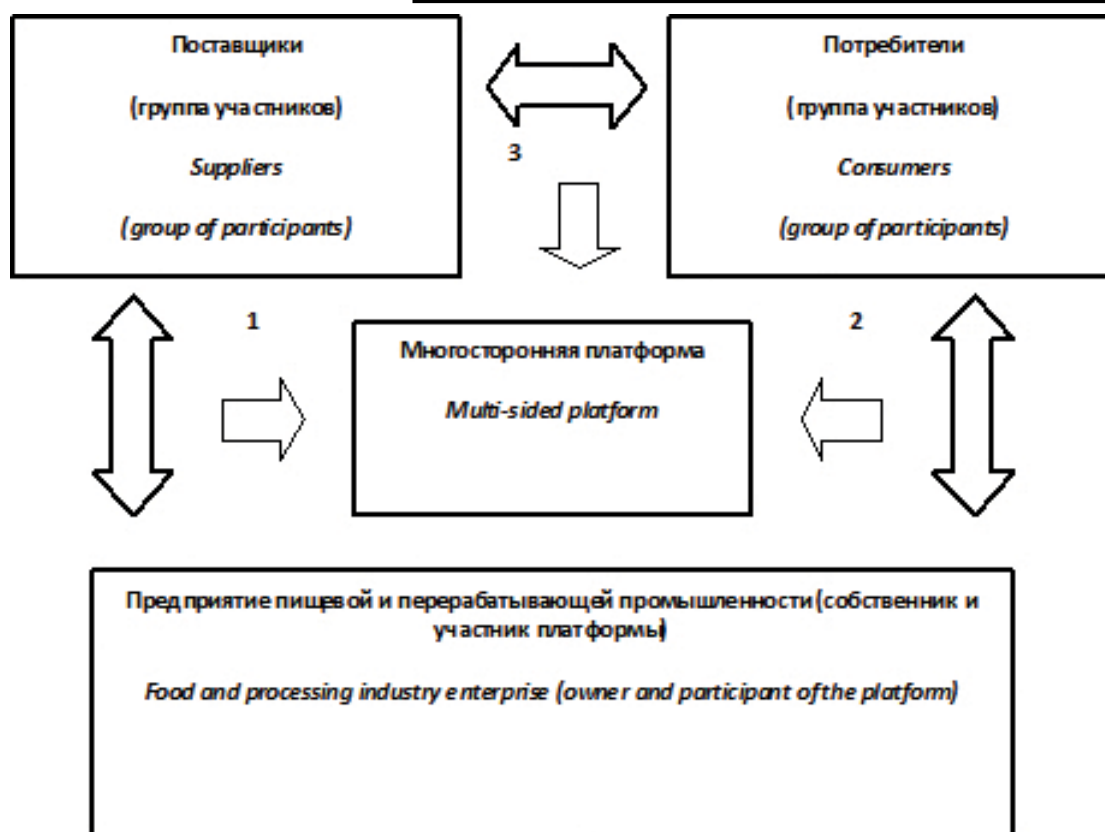 Поставщики
(группа участников)
Suppliers
(group of participants)
Потребители
(группа участников)
Consumers
(group of participants)
3
1
2
Многосторонняя платформа
Multi-sided platform
Предприятие пищевой и перерабатывающей промышленности (собственник и
участник платформы)
Food and processing industry enterprise (owner and participant of the platform)